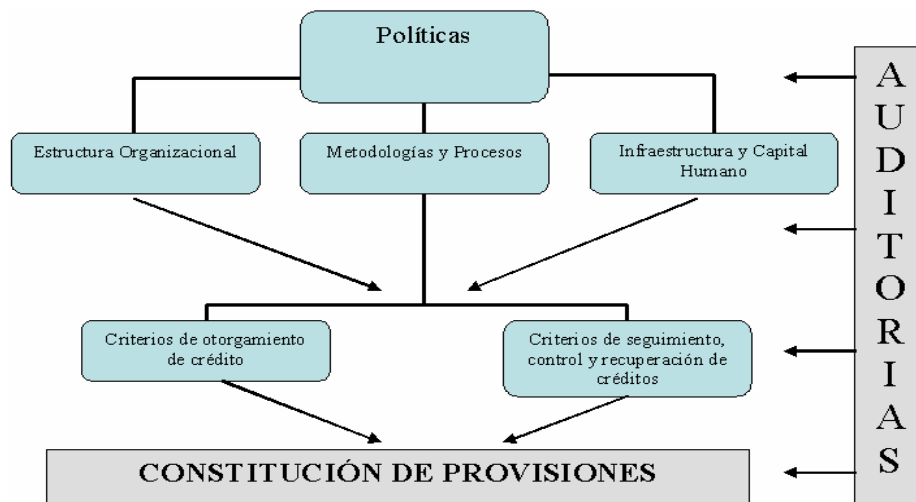 Políticas
Estructura Organizacional
Metodologías y Procesos
Infraestructura y Capital
Humano
Criterios de otorgamiento
de crédito
Criterios de seguimiento,
control y recuperación de
créditos
CONSTITUCIÓN DE PROVISIONES
A
U
D
I
T
O
R
I
A
S